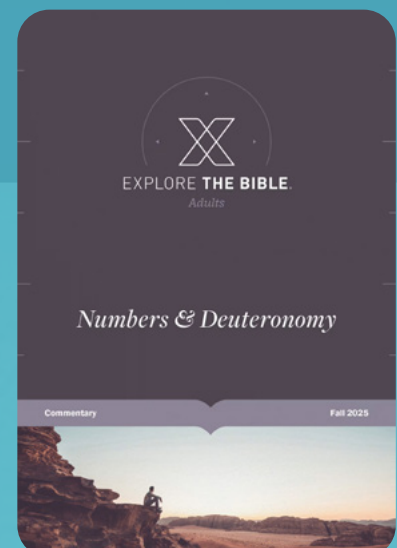 EXPLORE THE BIBLE.
Adults
Numbers & Deuteronomy
Commentary Fall 2025